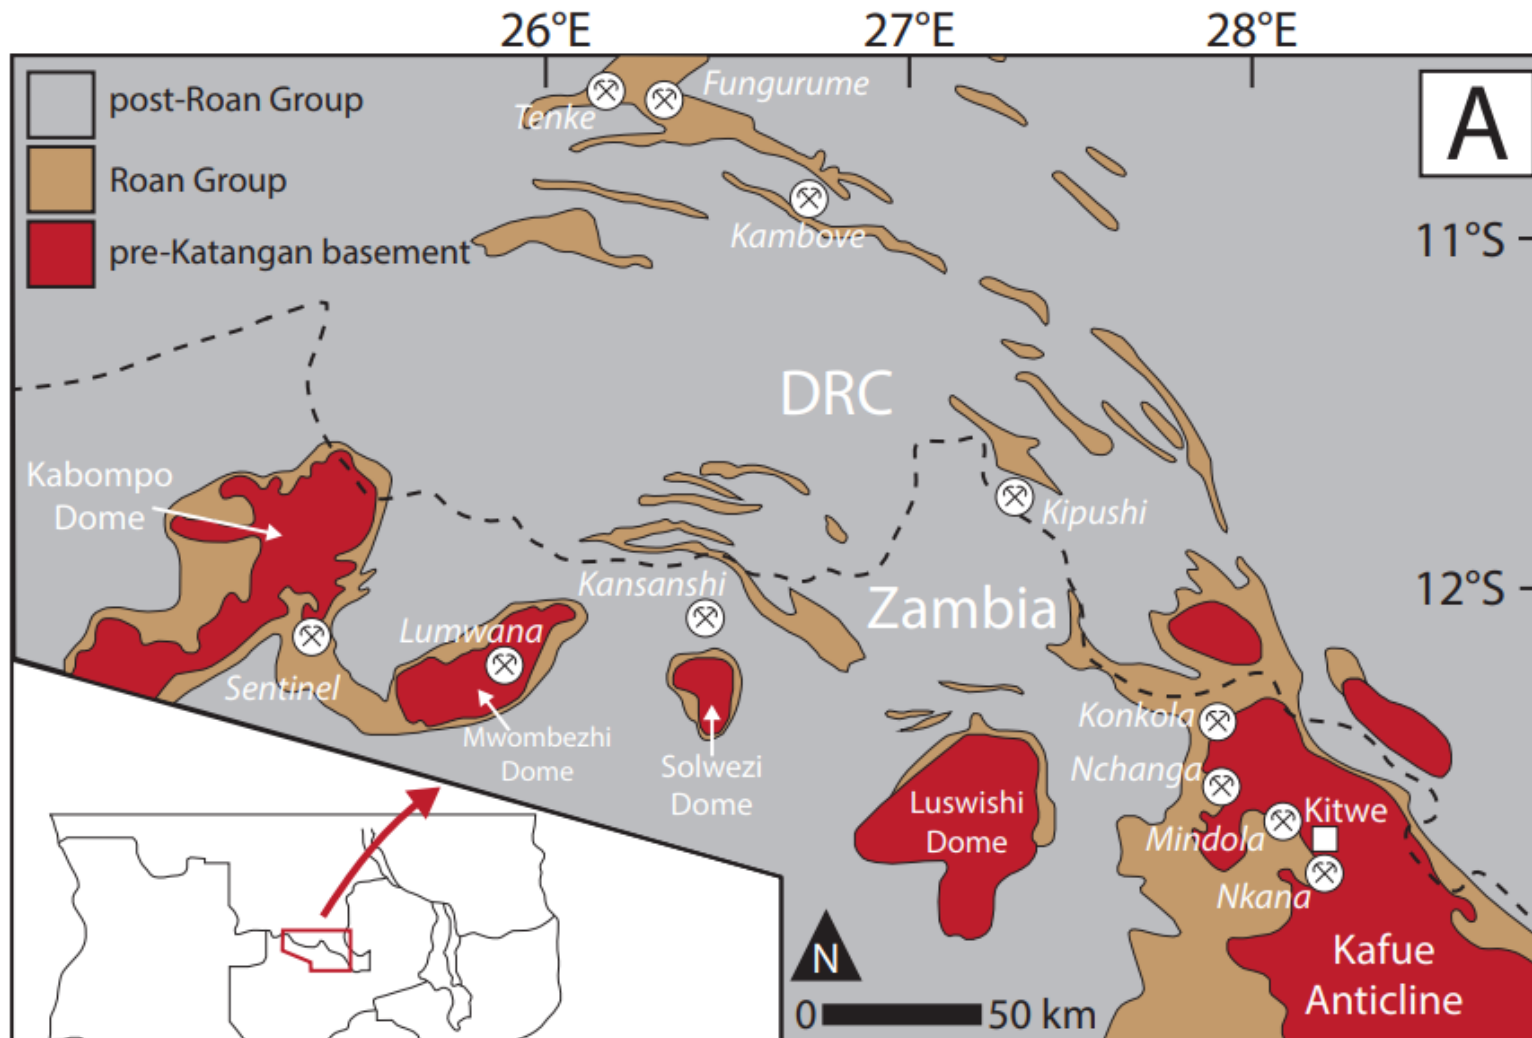 26°E 27°E 28°E
post-Roan Group
Roan Group
pre-Katangan basement
A
Tenke
Fungurume
Kambove
11°S
DRC
Kabompo
Dome
Kipushi
12°S
Kansanshi
Zambia
Lumwana
Sentinel
Mwombezhi
Dome
Solwezi
Dome
Luswishi
Dome
Konkola
Nchanga
Mindola
Kitwe
Nkana
Kafue
Anticline
N
0 50 km